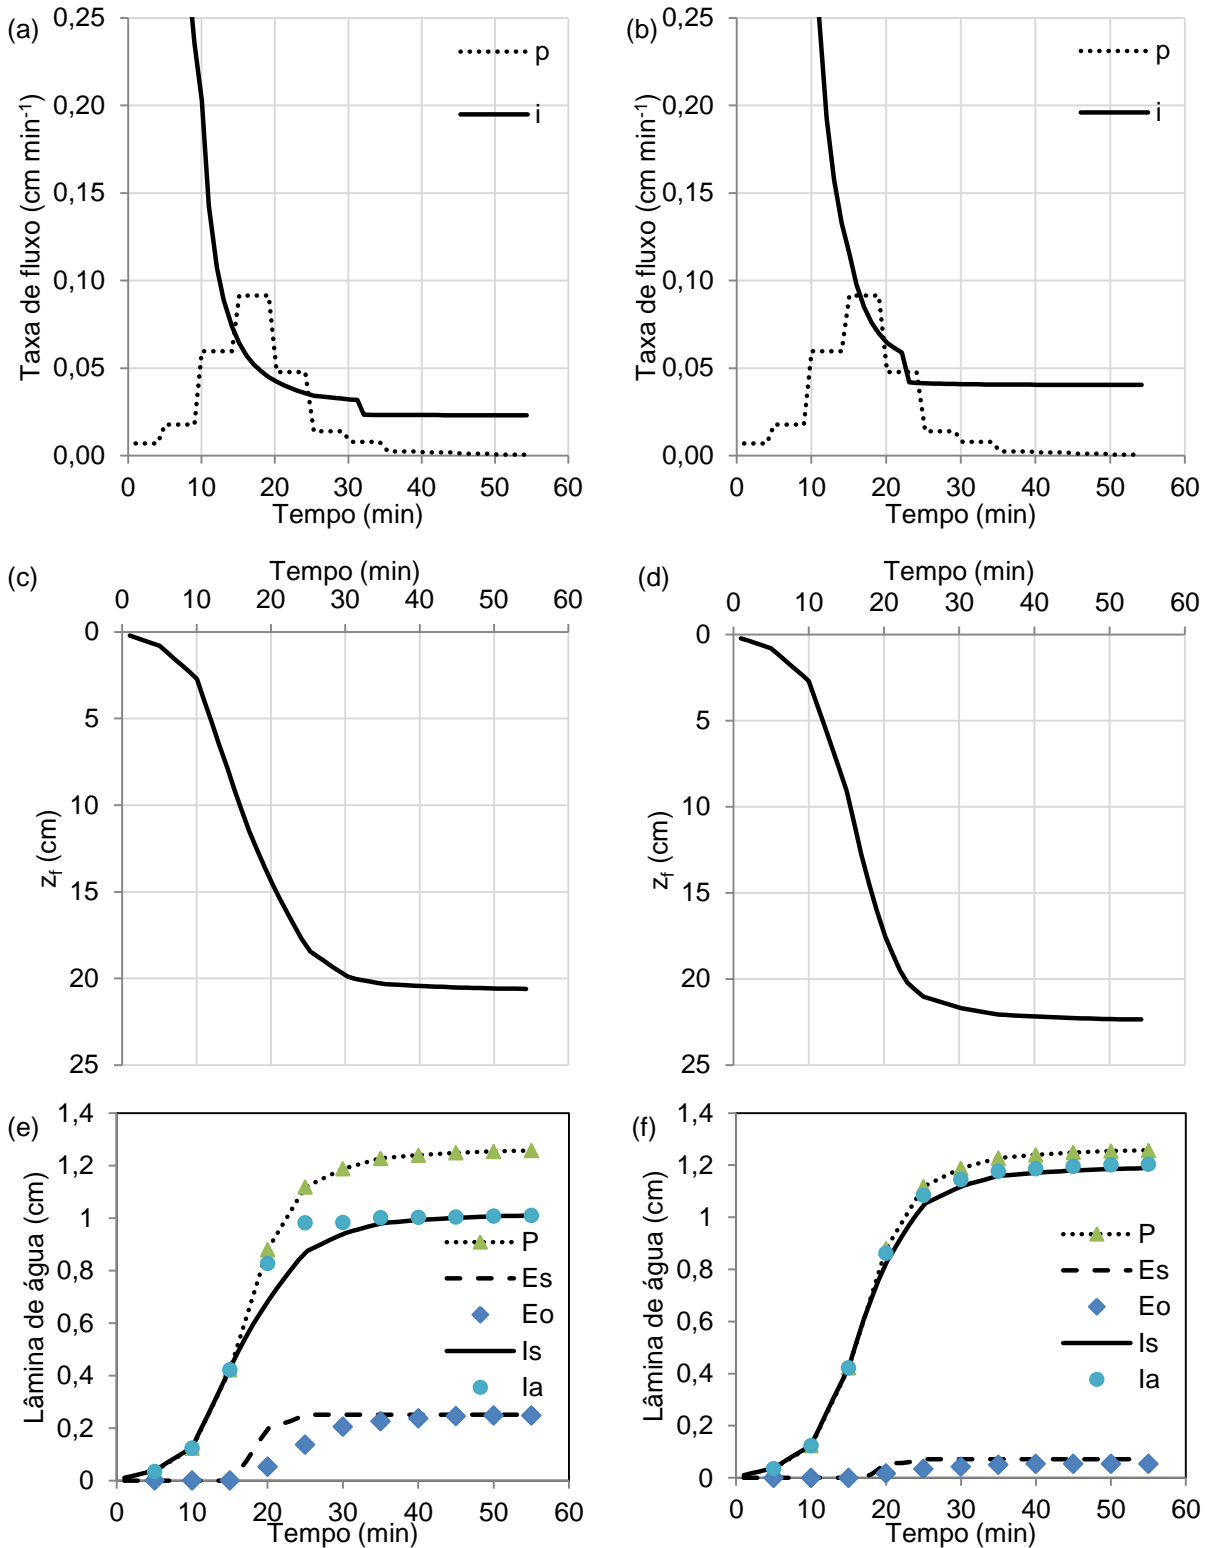 (a)
Taxa de fluxo (cm min-1)
0,25
0,20
0,15
0,10
0,05
0,00
p
i
0 10 20 30 40 50 60
Tempo (min)
(b)
Taxa de fluxo (cm min-1)
0,25
0,20
0,15
0,10
0,05
0,00
p
i
0 10 20 30 40 50 60
Tempo (min)
(c)
Tempo (min)
0 10 20 30 40 50 60
zf (cm)
0
5
10
15
20
25
(d)
Tempo (min)
0 10 20 30 40 50 60
zf (cm)
0
5
10
15
20
25
(e)
Lâmina de água (cm)
1,4
1,2
1
0,8
0,6
0,4
0,2
0
P
Es
Eo
Is
Ia
0 10 20 30 40 50 60
Tempo (min)
(f)
Lâmina de água (cm)
1,4
1,2
1
0,8
0,6
0,4
0,2
0
P
Es
Eo
Is
Ia
0 10 20 30 40 50 60
Tempo (min)